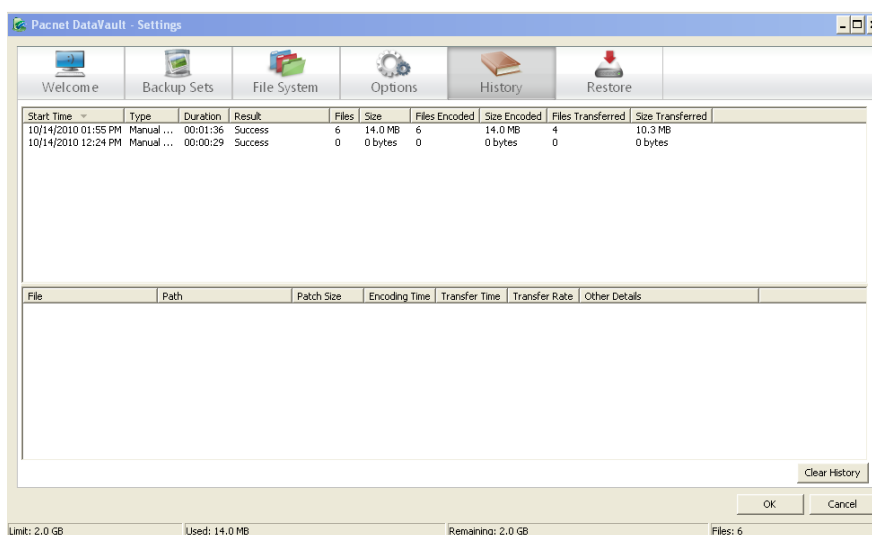 Pacnet DataVault - Settings
Welcome Backup Sets File System Options History Restore
Start Time Type Duration Result Files Size Files Encoded Size Encoded Files Transferred Size Transferred
10/14/2010 01:55 PM Manual ... 00:01:36 Success 6 14.0 MB 6 14.0 MB 4 10.3 MB
10/14/2010 12:24 PM Manual ... 00:00:29 Success 0 0 bytes 0 0 bytes 0 0 bytes
File Path Patch Size Encoding Time Transfer Time Transfer Rate Other Details
Clear History
OK Cancel
Limit: 2.0 GB Used: 14.0 MB Remaining: 2.0 GB Files: 6